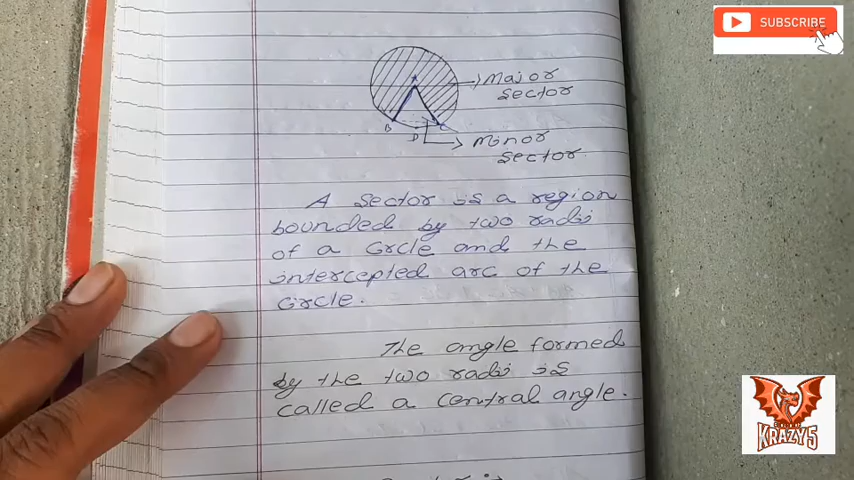 SUBSCRIBE
A
Major
Sector
B
D
C
Minor
Sector
A Sector is a region
bounded by two radii
of a Circle and the
intercepted arc of the
Circle.
The angle formed
by the two radii is
called a central angle.
KRAZY5